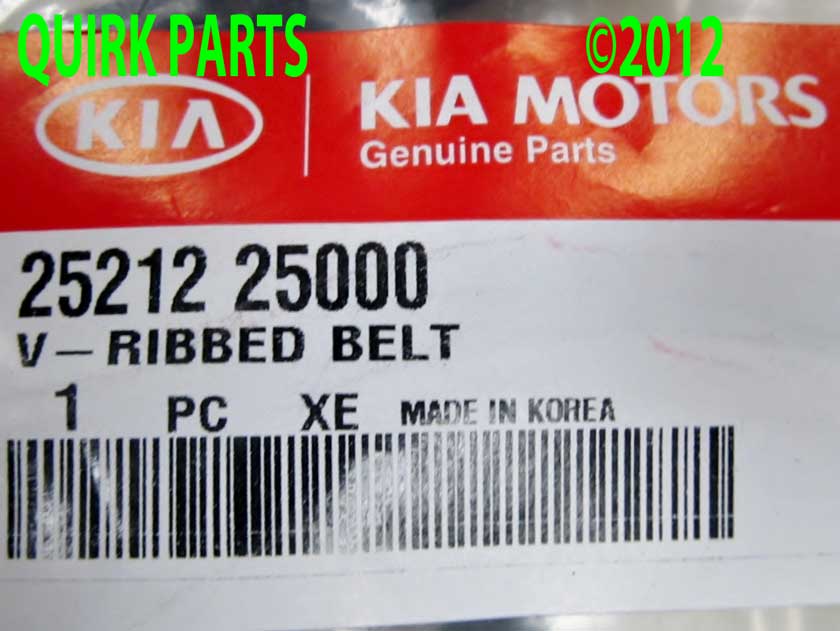 QUIRK PARTS ©2012
KIA KIA MOTORS
Genuine Parts
25212 25000
V-RIBBED BELT
1 PC XE MADE IN KOREA